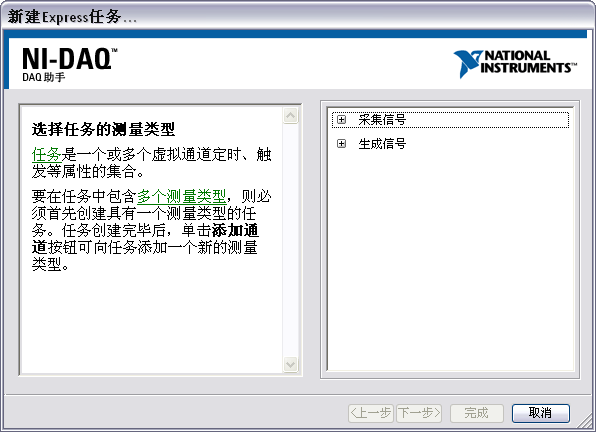 新建Express任务...
NI-DAQ™
DAQ 助手
NATIONAL
INSTRUMENTS™
选择任务的测量类型
任务是一个或多个虚拟通道定时、触
发等属性的集合。
要在任务中包含多个测量类型，则必
须首先创建具有一个测量类型的任
务。任务创建完毕后，单击添加通
道按钮可向任务添加一个新的测量
类型。
采集信号
生成信号
<上一步
下一步>
完成
取消